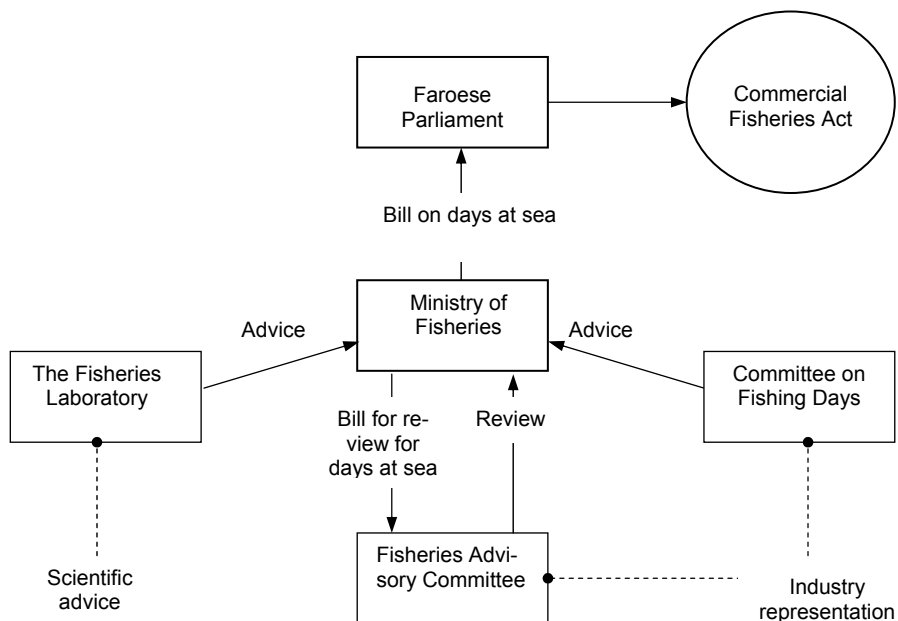 Faroese
Parliament
Commercial
Fisheries Act
Bill on days at sea
Ministry of
Fisheries
Advice
Advice
The Fisheries
Laboratory
Committee on
Fishing Days
Bill for re-
view for
days at sea
Review
Fisheries Advi-
sory Committee
Scientific
advice
Industry
representation